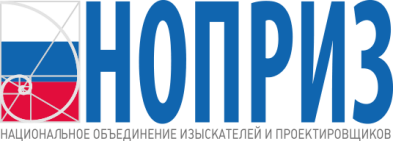 НОПРИЗ
НАЦИОНАЛЬНОЕ ОБЪЕДИНЕНИЕ ИЗЫСКАТЕЛЕЙ И ПРОЕКТИРОВЩИКОВ